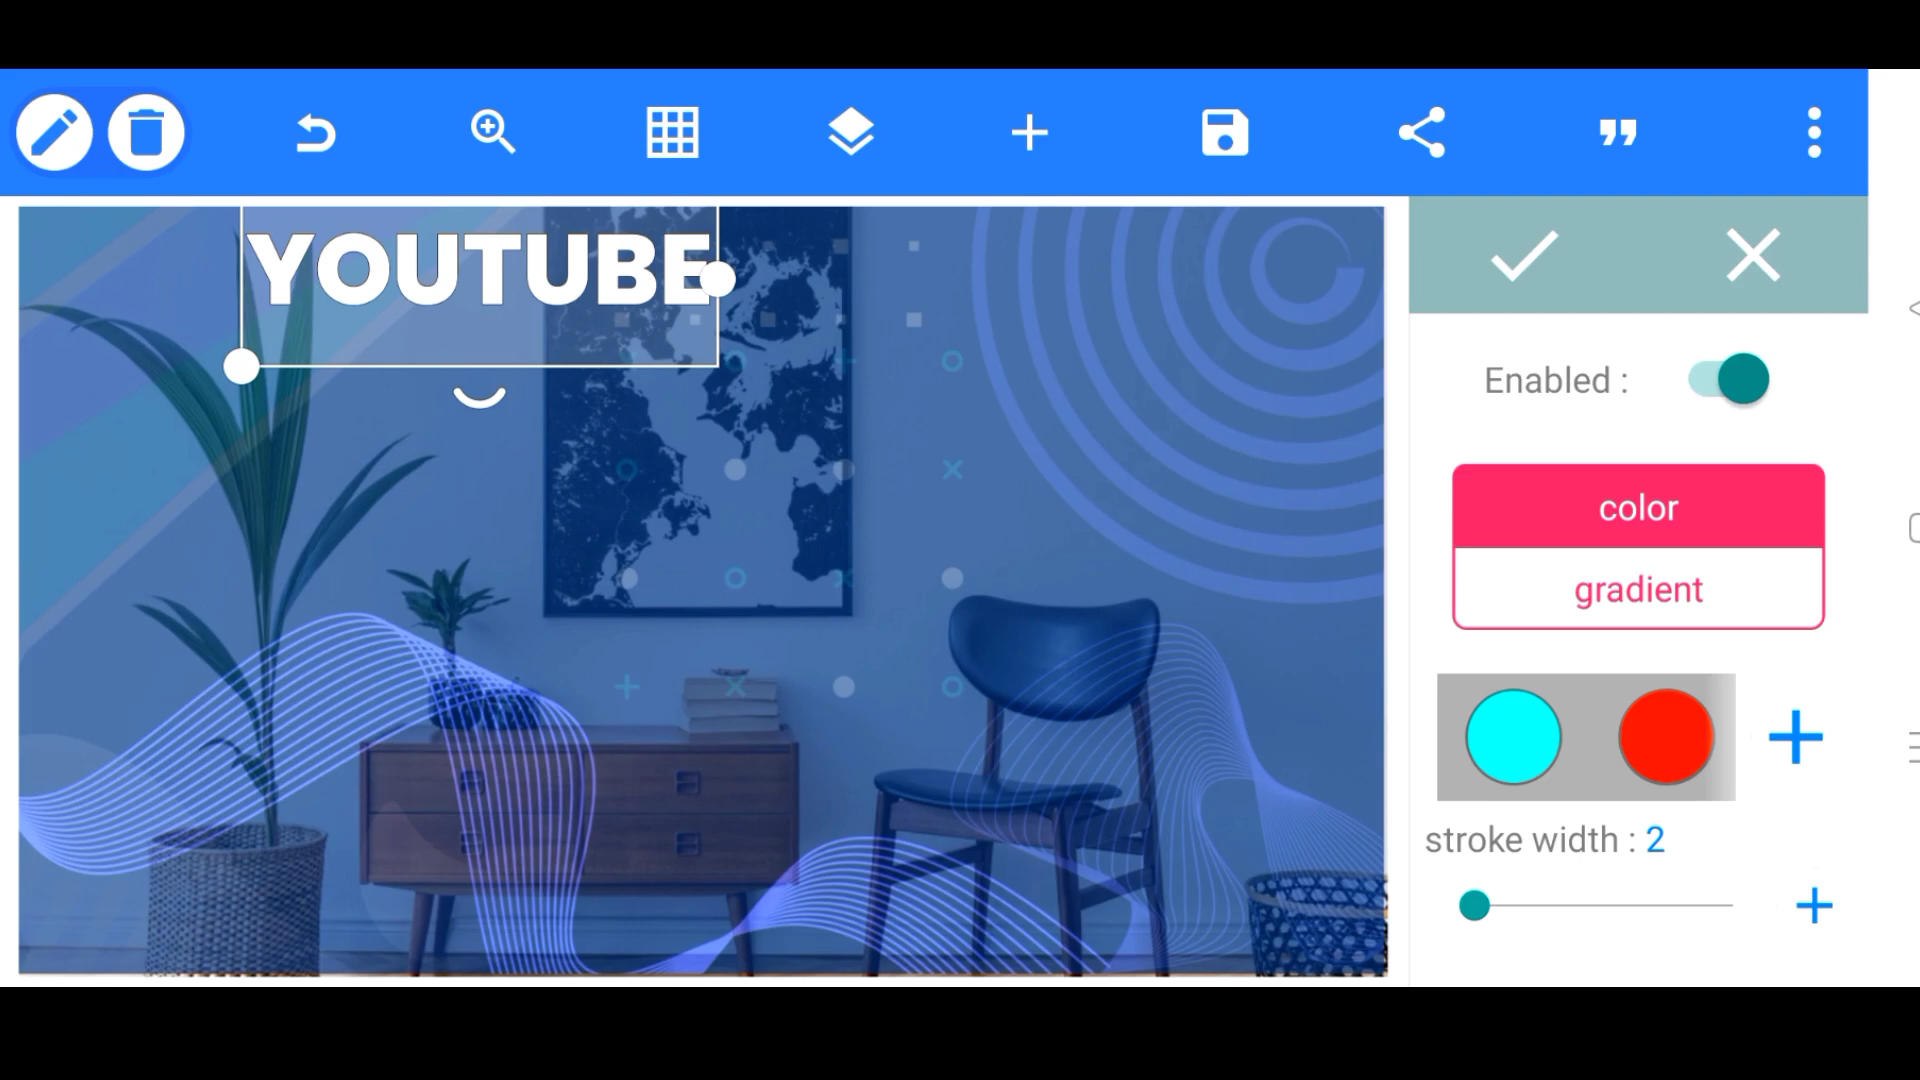 YOUTUBE
Enabled :
color
gradient
stroke width : 2